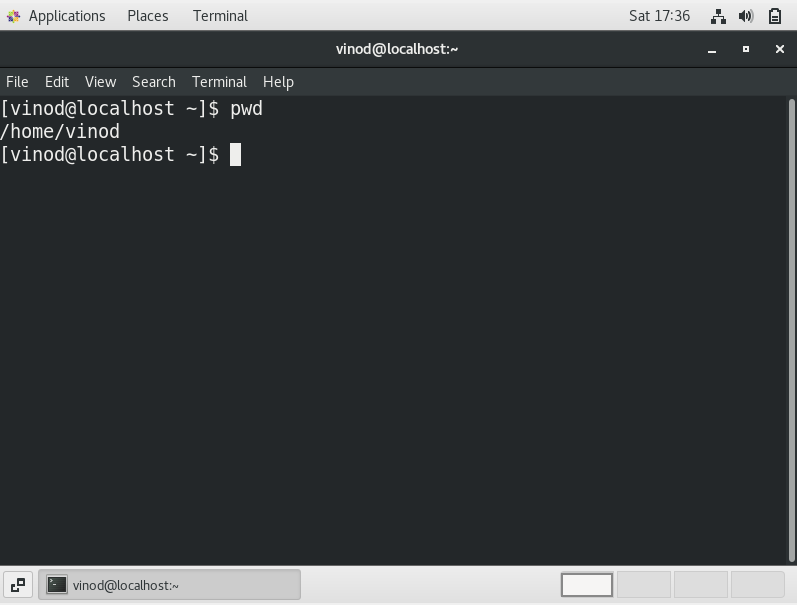 Applications Places Terminal Sat 17:36
vinod@localhost:~
File Edit View Search Terminal Help
[vinod@localhost ~]$ pwd
/home/vinod
[vinod@localhost ~]$
vinod@localhost:~